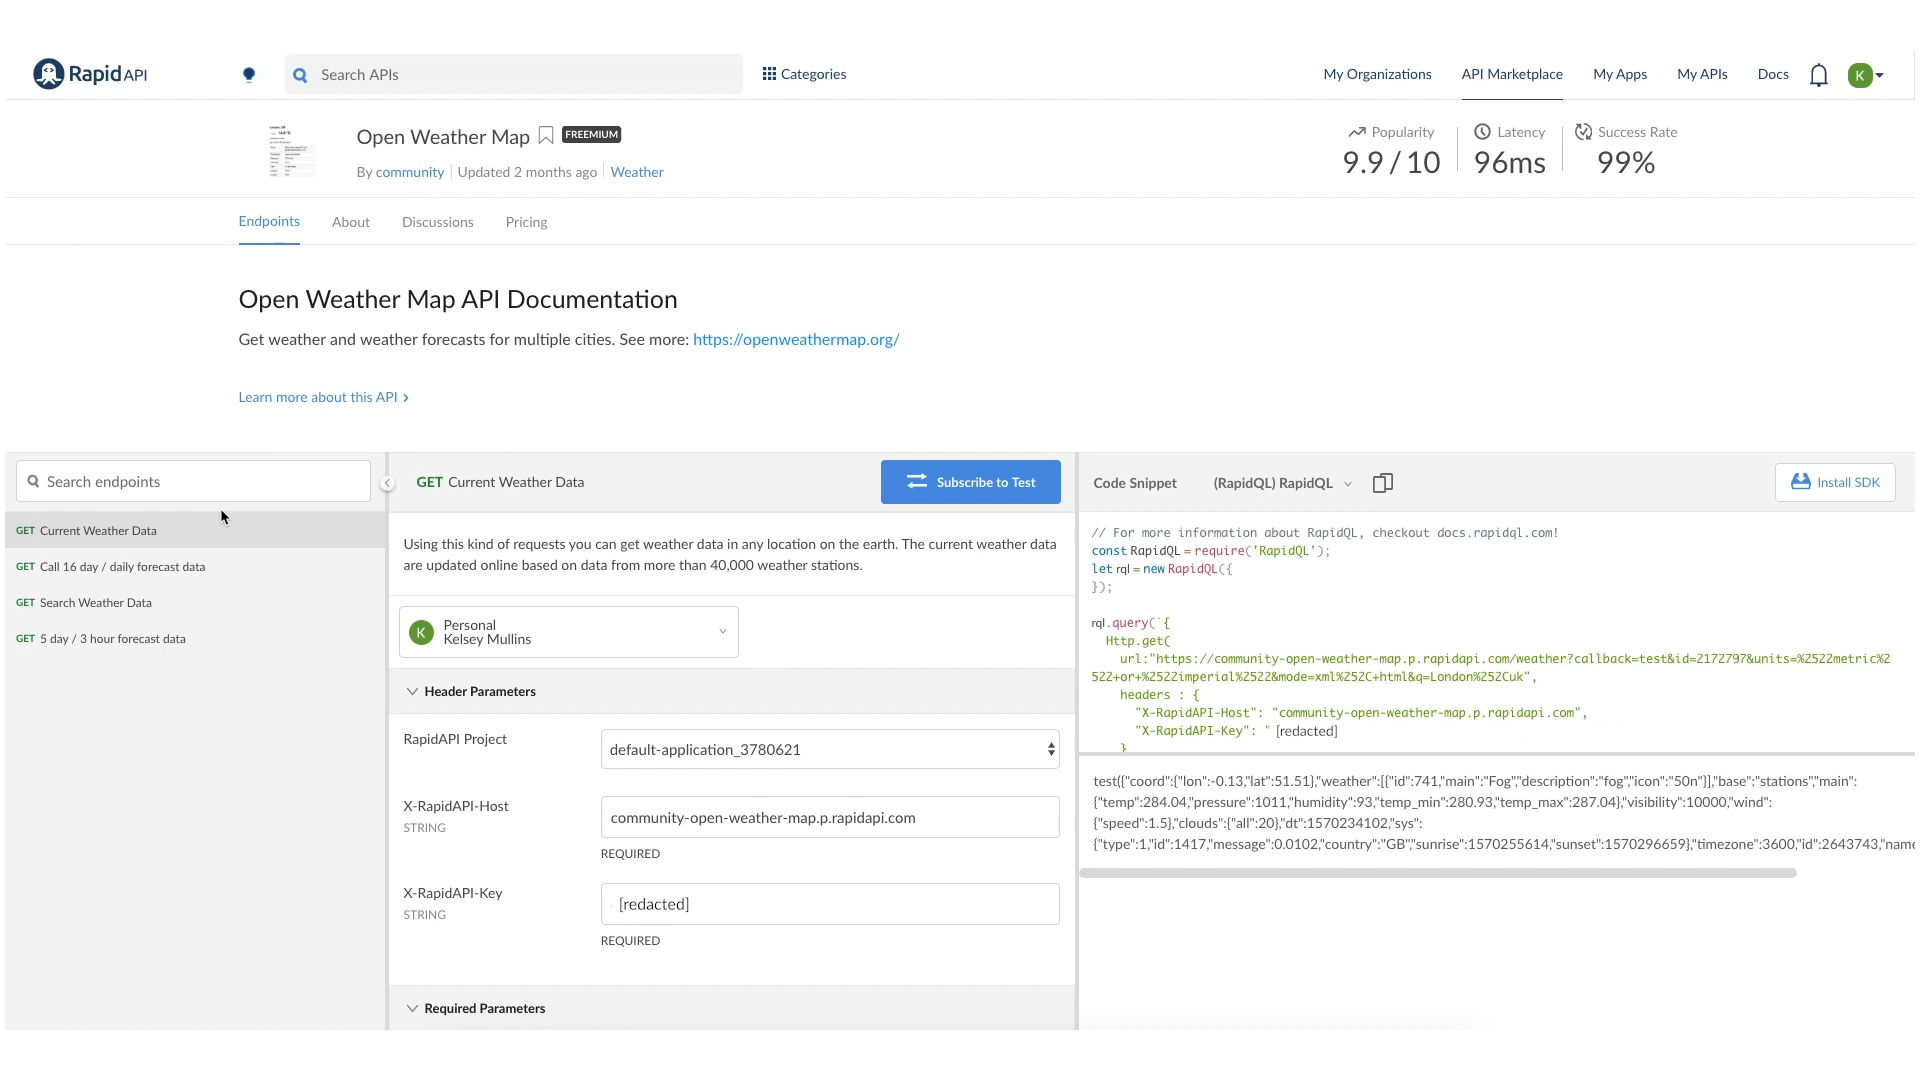 RapidAPI
Search APIs
Categories
My Organizations
API Marketplace
My Apps
My APIs
Docs
K
Open Weather Map
FREEMIUM
By community
Updated 2 months ago
Weather
Popularity
9.9 / 10
Latency
96ms
Success Rate
99%
Endpoints
About
Discussions
Pricing
Open Weather Map API Documentation
Get weather and weather forecasts for multiple cities. See more: https://openweathermap.org/
Learn more about this API >
Search endpoints
GET Current Weather Data
GET Call 16 day / daily forecast data
GET Search Weather Data
GET 5 day / 3 hour forecast data
GET Current Weather Data
Subscribe to Test
Using this kind of requests you can get weather data in any location on the earth. The current weather data
are updated online based on data from more than 40,000 weather stations.
K
Personal
Kelsey Mullins
Header Parameters
RapidAPI Project
default-application_3780621
X-RapidAPI-Host
STRING
community-open-weather-map.p.rapidapi.com
REQUIRED
X-RapidAPI-Key
STRING
[redacted]
REQUIRED
Required Parameters
Code Snippet
(RapidQL) RapidQL
Install SDK
// For more information about RapidQL, checkout docs.rapidql.com!
const RapidQL = require('RapidQL');
let rql = new RapidQL({
});
rql.query(`{
Http.get(
url:"https://community-open-weather-map.p.rapidapi.com/weather?callback=test&id=2172797&units=%2522metric%2
522+or+%2522imperial%2522&mode=xml%252C+html&q=London%252Cuk",
headers : {
"X-RapidAPI-Host": "community-open-weather-map.p.rapidapi.com",
"X-RapidAPI-Key": " [redacted]
}
test({"coord":{"lon":-0.13,"lat":51.51},"weather":[{"id":741,"main":"Fog","description":"fog","icon":"50n"}],"base":"stations","main":
{"temp":284.04,"pressure":1011,"humidity":93,"temp_min":280.93,"temp_max":287.04},"visibility":10000,"wind":
{"speed":1.5},"clouds":{"all":20},"dt":1570234102,"sys":
{"type":1,"id":1417,"message":0.0102,"country":"GB","sunrise":1570255614,"sunset":1570296659},"timezone":3600,"id":2643743,"name